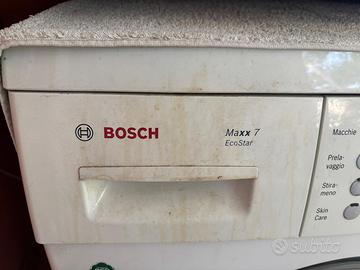 BOSCH
Maxx 7
EcoStar
Macchie
Prela-
vaggio
Stira-
meno
Skin
Care
subito